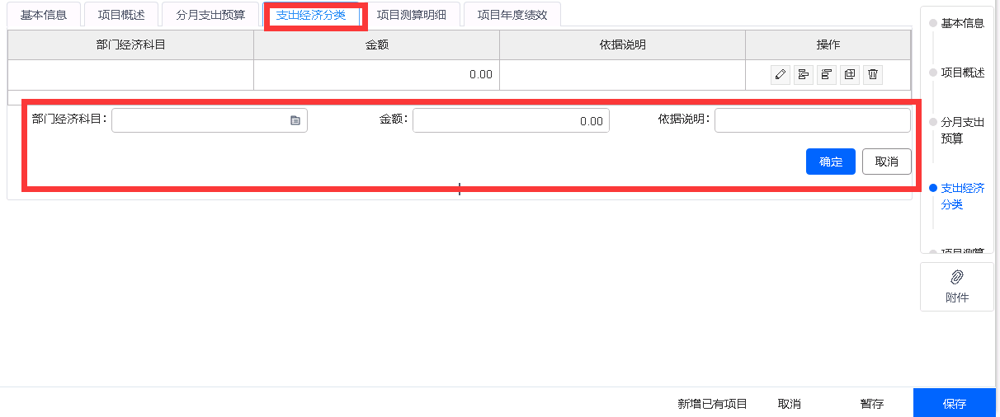 基本信息 项目概述 分月支出预算 支出经济分类 项目测算明细 项目年度绩效
部门经济科目 金额 依据说明 操作
0.00
部门经济科目： 金额： 0.00 依据说明：
确定 取消
基本信息
项目概述
分月支出
预算
支出经济
分类
项目测算
附件
新增已有项目 取消 暂存 保存